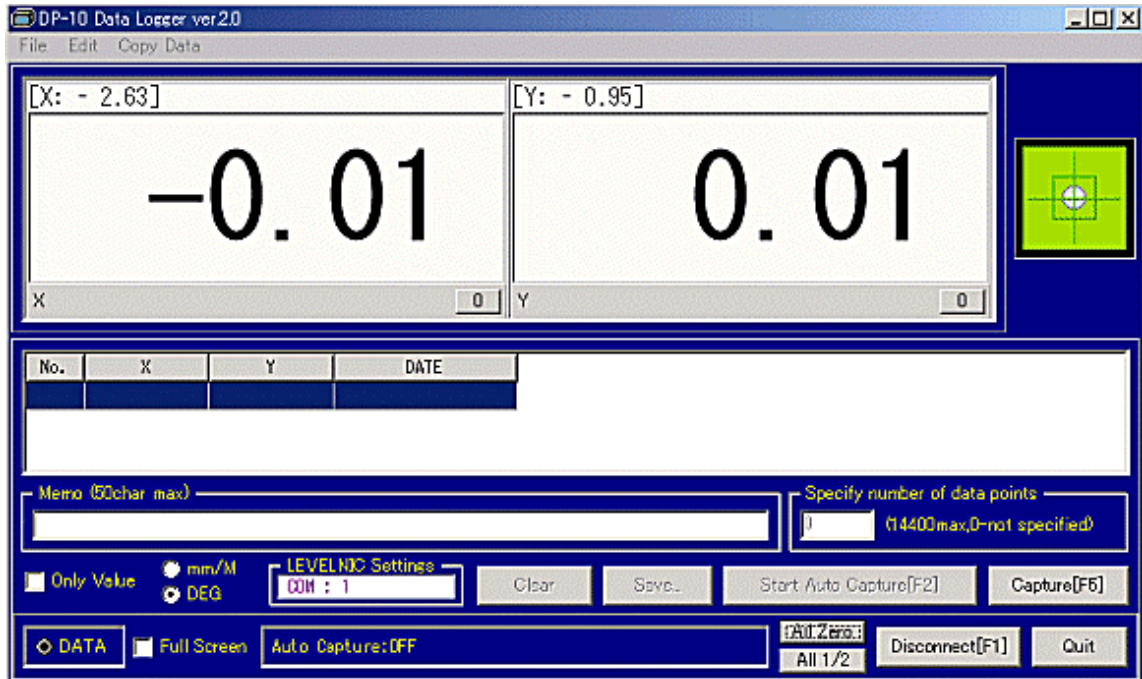 DP-10 Data Logger ver.2.0
File Edit Copy Data
[X: - 2.63] [Y: - 0.95]
-0.01 0.01
X 0 Y 0
No. X Y DATE
Memo (50char max) Specify number of data points
0 (14400max,0-not specified)
Only Value mm/M DEG LEVELNIC Settings COM : 1 Clear Save... Start Auto Capture[F2] Capture[F5]
DATA Full Screen Auto Capture:OFF All Zero Disconnect[F1] Quit
All 1/2